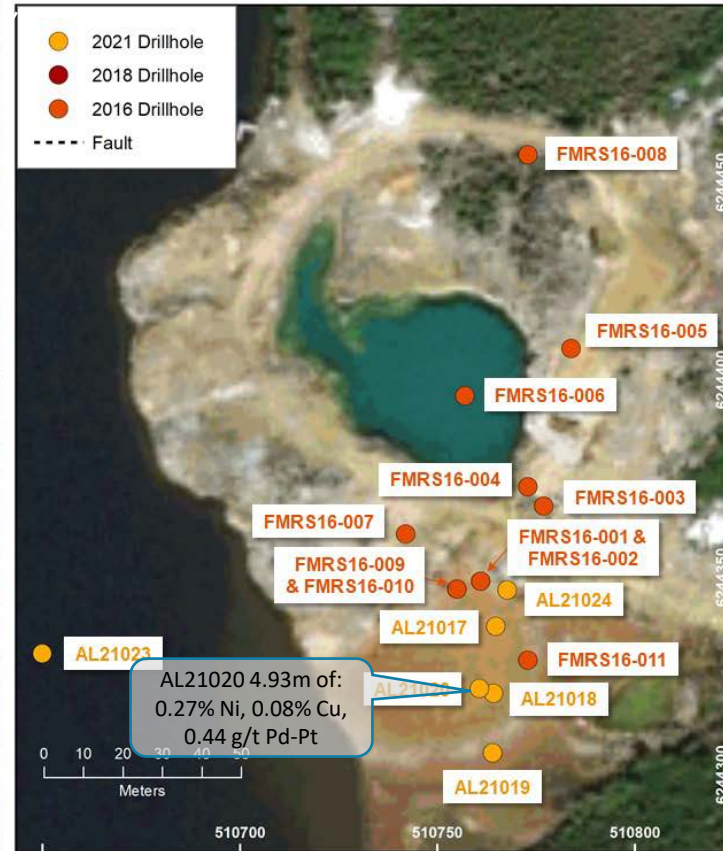 2021 Drillhole
2018 Drillhole
2016 Drillhole
Fault
FMRS16-008
6244450
FMRS16-005
6244400
FMRS16-006
FMRS16-004
FMRS16-003
FMRS16-007
FMRS16-001 &
FMRS16-002
FMRS16-009
& FMRS16-010
6244350
AL21024
AL21017
AL21023
FMRS16-011
AL21020 4.93m of:
0.27% Ni, 0.08% Cu,
0.44 g/t Pd-Pt
AL21020
AL21018
0 10 20 30 40 50
Meters
6244300
AL21019
510700 510750 510800